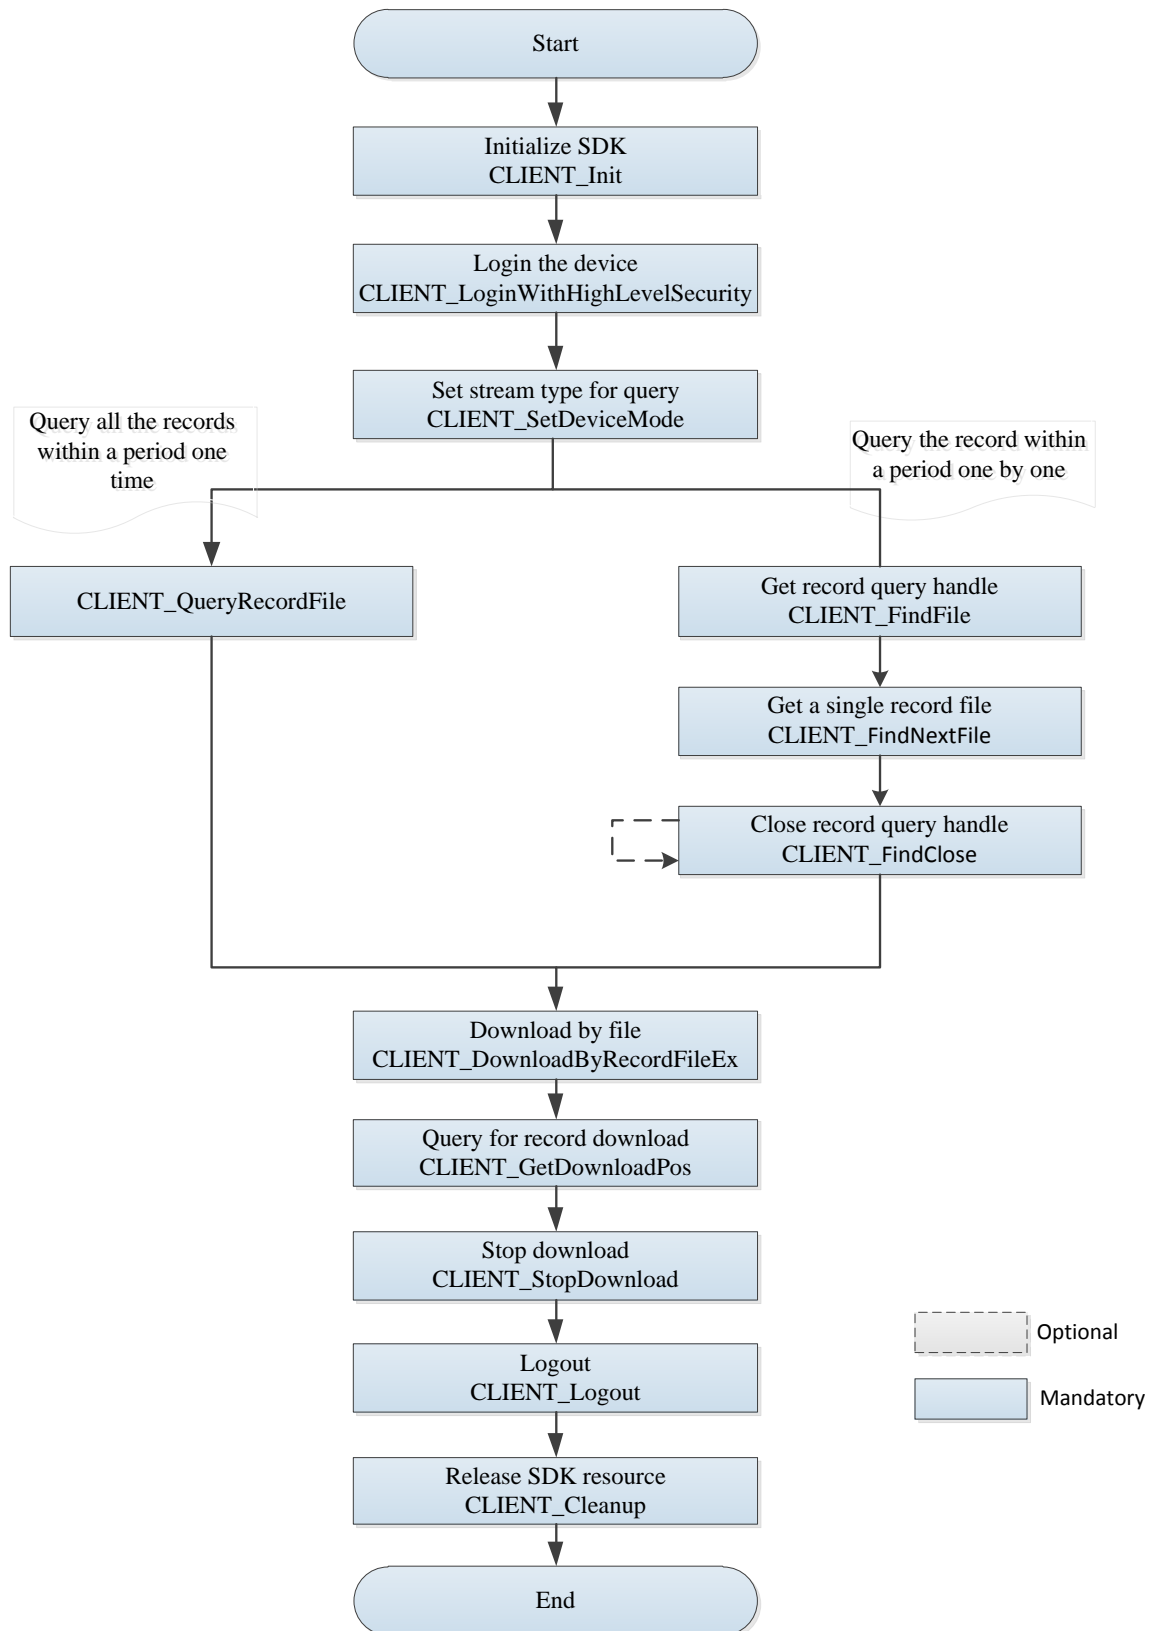 Start
Initialize SDK
CLIENT_Init
Login the device
CLIENT_LoginWithHighLevelSecurity
Set stream type for query
CLIENT_SetDeviceMode
Query all the records
within a period one
time
Query the record within
a period one by one
CLIENT_QueryRecordFile
Get record query handle
CLIENT_FindFile
Get a single record file
CLIENT_FindNextFile
Close record query handle
CLIENT_FindClose
Download by file
CLIENT_DownloadByRecordFileEx
Query for record download
CLIENT_GetDownloadPos
Stop download
CLIENT_StopDownload
Optional
Logout
CLIENT_Logout
Mandatory
Release SDK resource
CLIENT_Cleanup
End